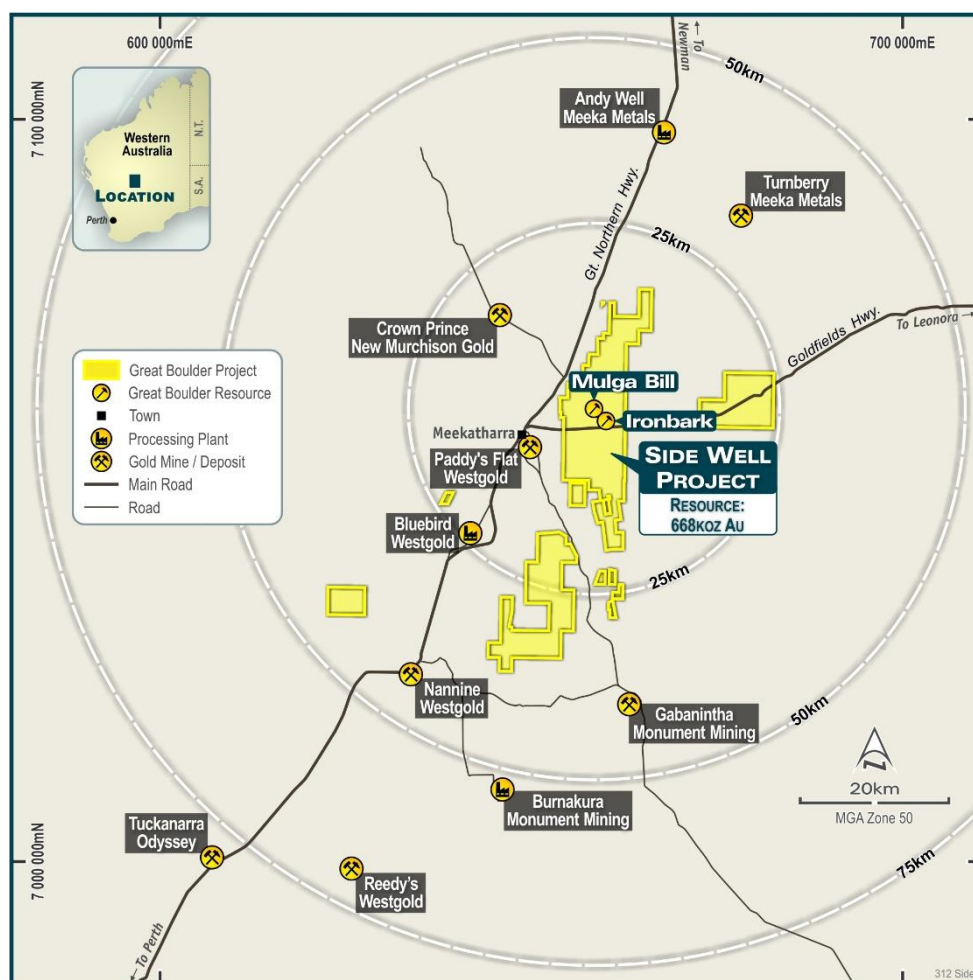 600 000mE
700 000mE
7 100 000mN
7 000 000mN
Western
Australia
N.T.
S.A.
LOCATION
Perth
To
Newman
50km
Andy Well
Meeka Metals
Turnberry
Meeka Metals
Gt. Northern Hwy.
25km
Crown Prince
New Murchison Gold
Goldfields Hwy.
To Leonora
Great Boulder Project
Great Boulder Resource
Town
Processing Plant
Gold Mine / Deposit
Main Road
Road
Mulga Bill
Ironbark
Meekatharra
Paddy's Flat
Westgold
SIDE WELL
PROJECT
RESOURCE:
668KOZ AU
Bluebird
Westgold
25km
Nannine
Westgold
Gabanintha
Monument Mining
50km
20km
MGA Zone 50
Burnakura
Monument Mining
Tuckanarra
Odyssey
Reedy's
Westgold
75km
To Perth
312 Side